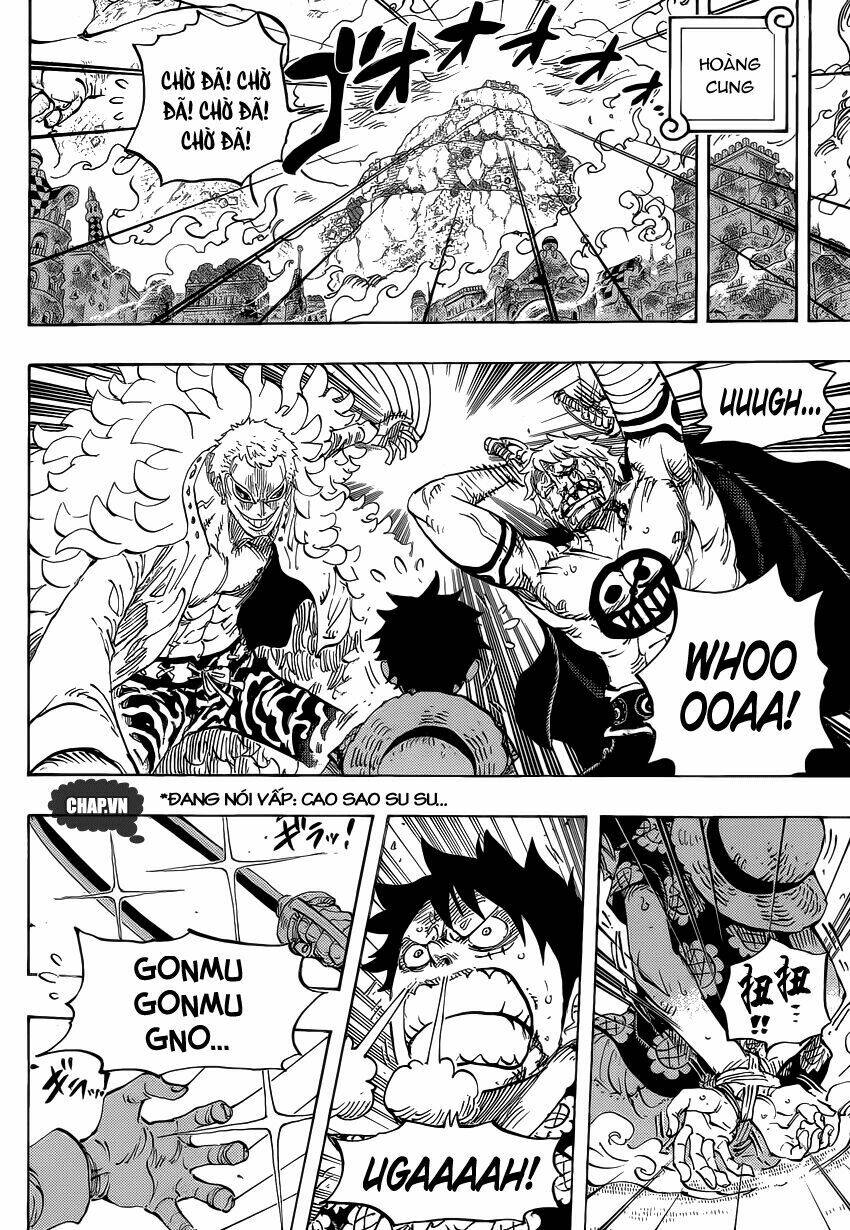 HOÀNG
CUNG
CHỜ ĐÃ! CHỜ
ĐÃ! CHỜ ĐÃ!
CHỜ ĐÃ!
ゴオオオオオ
UUUGH...
WHOO
OOAA!
CHAP.VN
*ĐANG NÓI VẤP: CAO SAO SU SU...
扭扭!!
ギラッ!
GONMU
GONMU
GNO...
UGAAAAH!